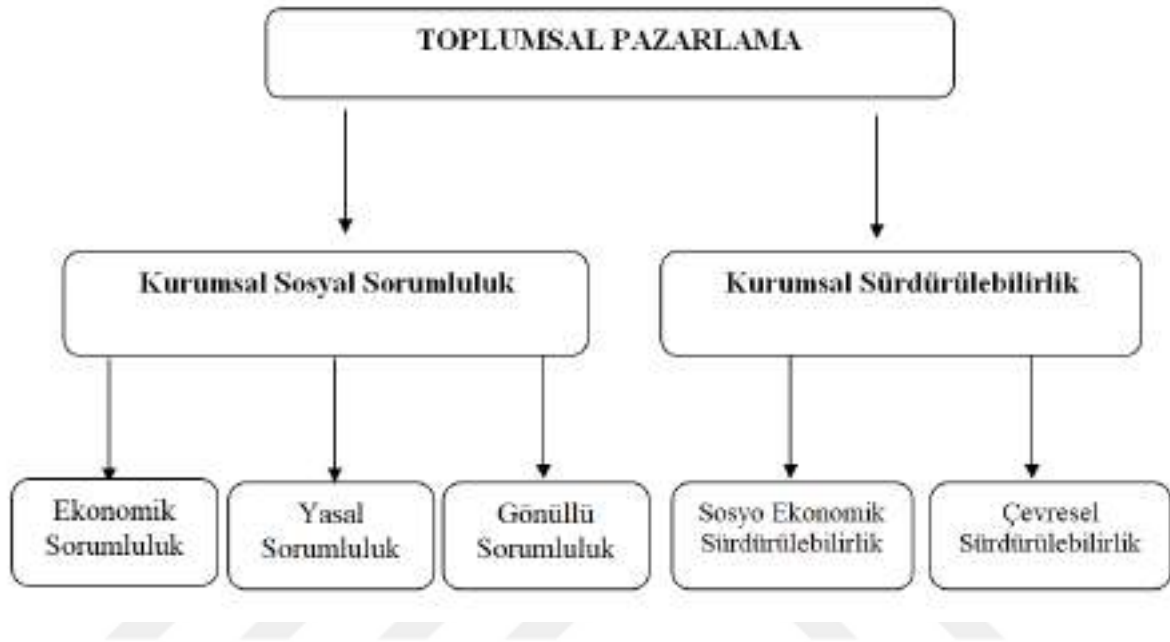 TOPLUMSAL PAZARLAMA
Kurumsal Sosyal Sorumluluk
Kurumsal Sürdürülebilirlik
Ekonomik
Sorumluluk
Yasal
Sorumluluk
Gönüllü
Sorumluluk
Sosyo Ekonomik
Sürdürülebilirlik
Çevresel
Sürdürülebilirlik